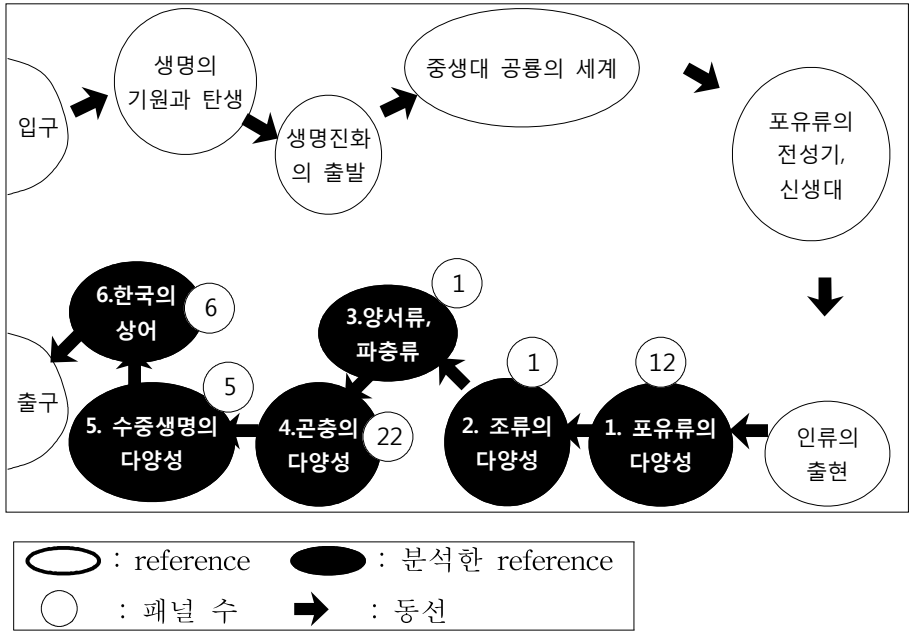 입구
생명의
기원과 탄생
생명진화
의 출발
중생대 공룡의 세계
포유류의
전성기,
신생대
인류의
출현
12
1. 포유류의
다양성
1
2. 조류의
다양성
1
3.양서류,
파충류
22
4.곤충의
다양성
5
5. 수중생명의
다양성
6
6.한국의
상어
출구
: reference
: 분석한 reference
: 패널 수
: 동선